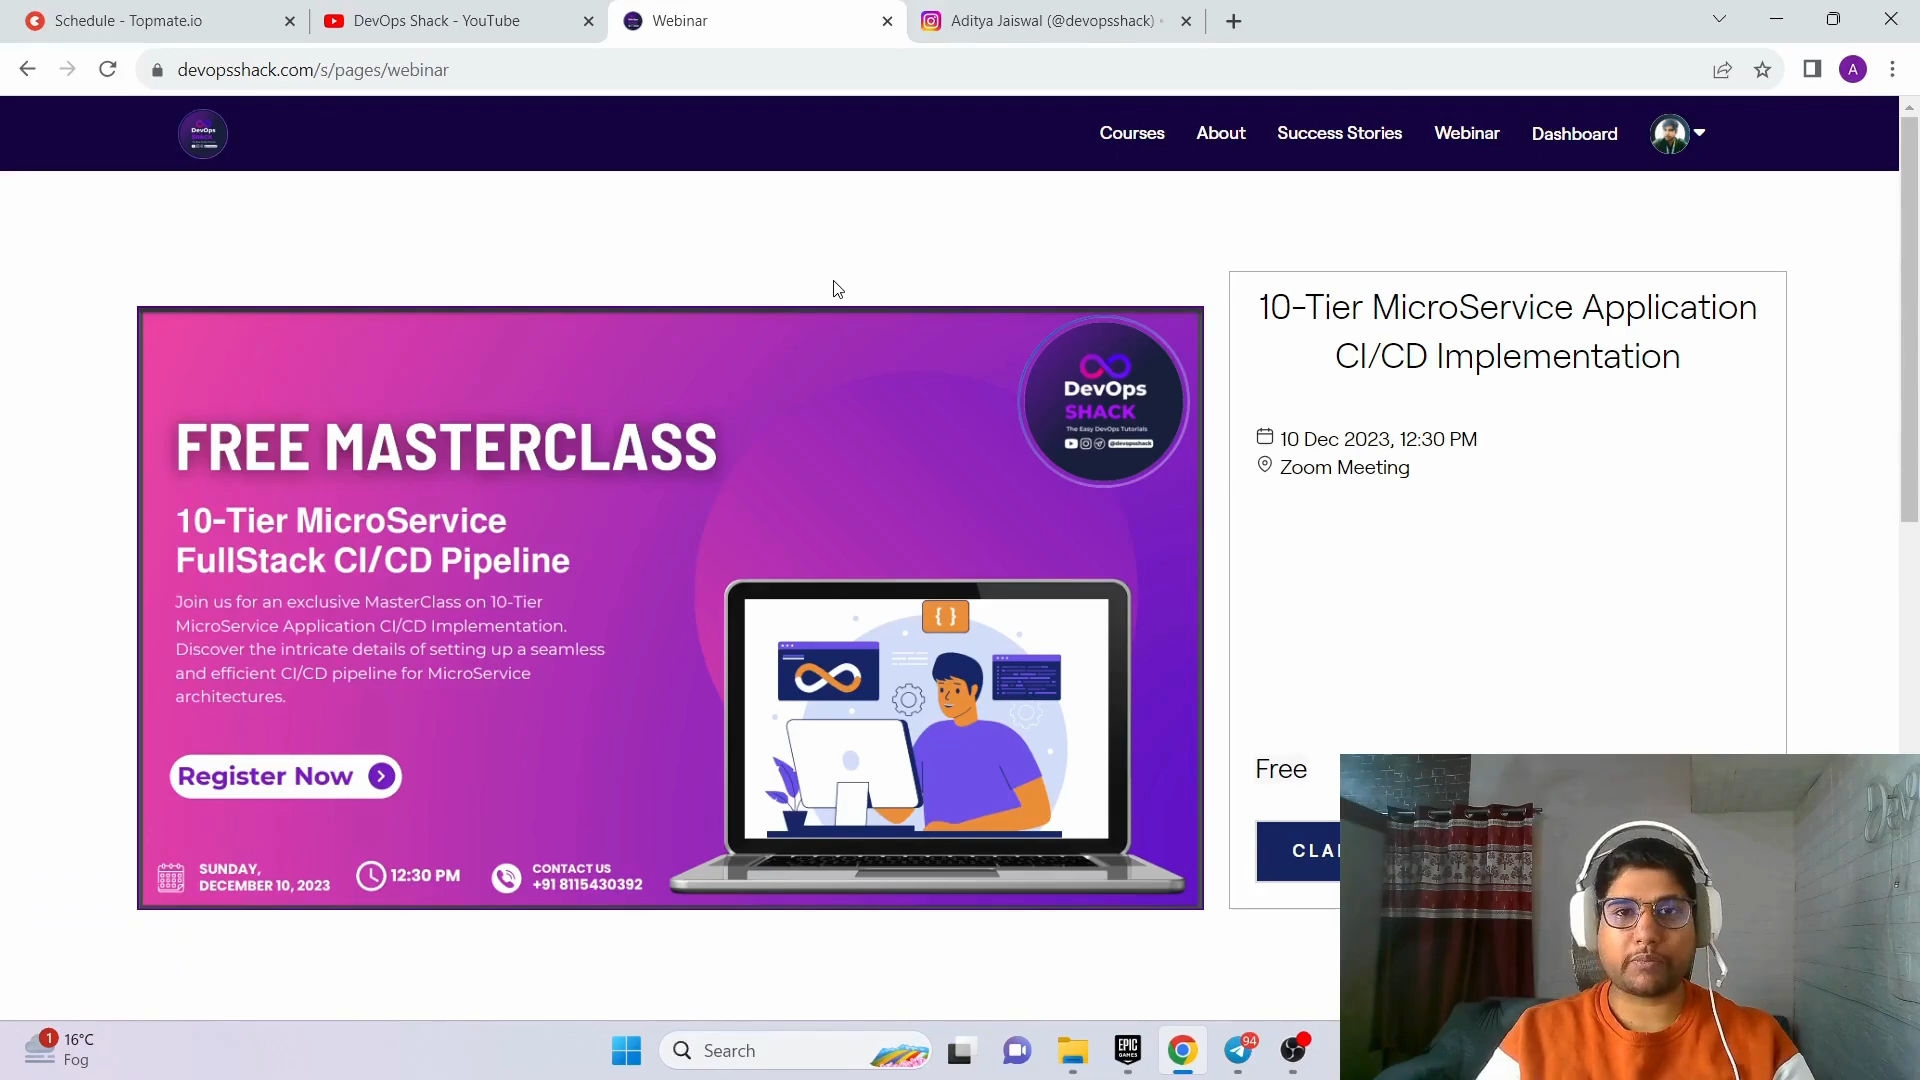 Schedule - Topmate.io
DevOps Shack - YouTube
Webinar
Aditya Jaiswal (@devopsshack) •
devopsshack.com/s/pages/webinar
A
DevOps
SHACK
Courses
About
Success Stories
Webinar
Dashboard
DevOps
SHACK
The Easy DevOps Tutorials
@devopsshack
FREE MASTERCLASS
10-Tier MicroService
FullStack CI/CD Pipeline
Join us for an exclusive MasterClass on 10-Tier
MicroService Application CI/CD Implementation.
Discover the intricate details of setting up a seamless
and efficient CI/CD pipeline for MicroService
architectures.
{ }
Register Now
SUNDAY,
DECEMBER 10, 2023
12:30 PM
CONTACT US
+91 8115430392
10-Tier MicroService Application
CI/CD Implementation
10 Dec 2023, 12:30 PM
Zoom Meeting
Free
CLAI
1
16°C
Fog
Search
EPIC
GAMES
94